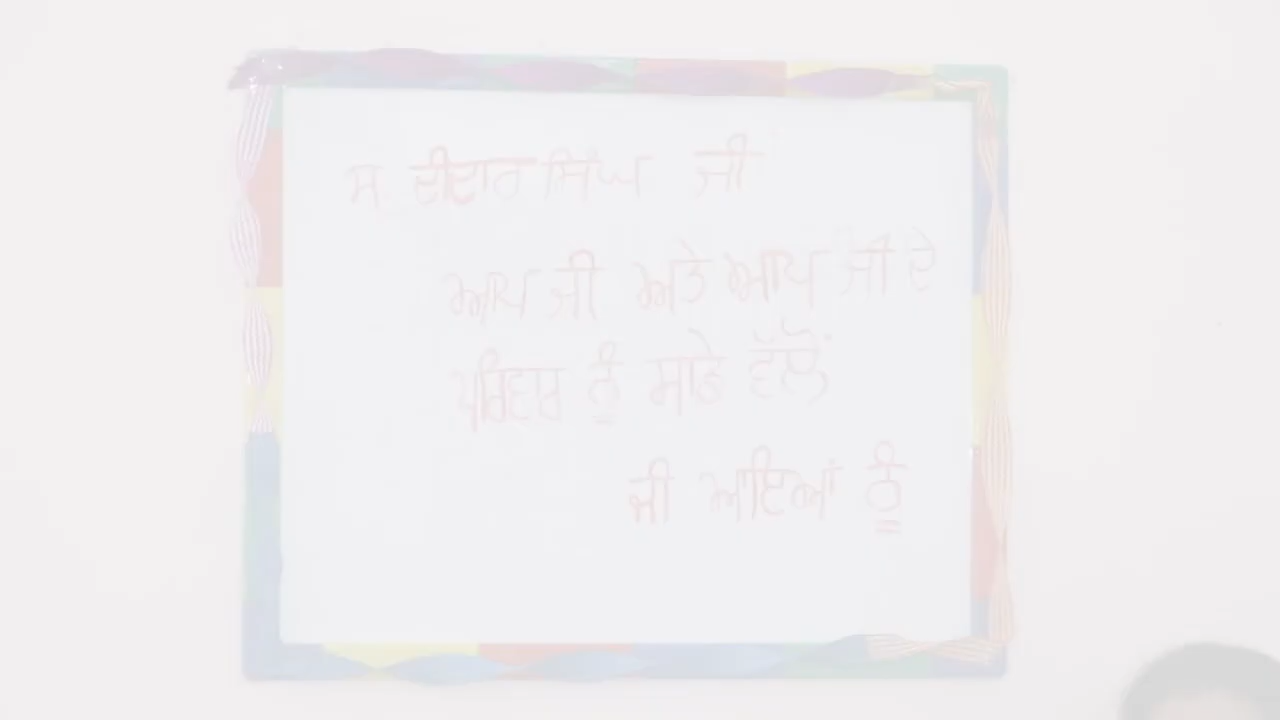 ਸ ਦੀਦਾਰ ਸਿੰਘ ਜੀ
ਆਪ ਜੀ ਅਤੇ ਆਪ ਜੀ ਦੇ
ਪਰਿਵਾਰ ਨੂੰ ਸਾਡੇ ਵੱਲੋਂ
ਜੀ ਆਇਆਂ ਨੂੰ